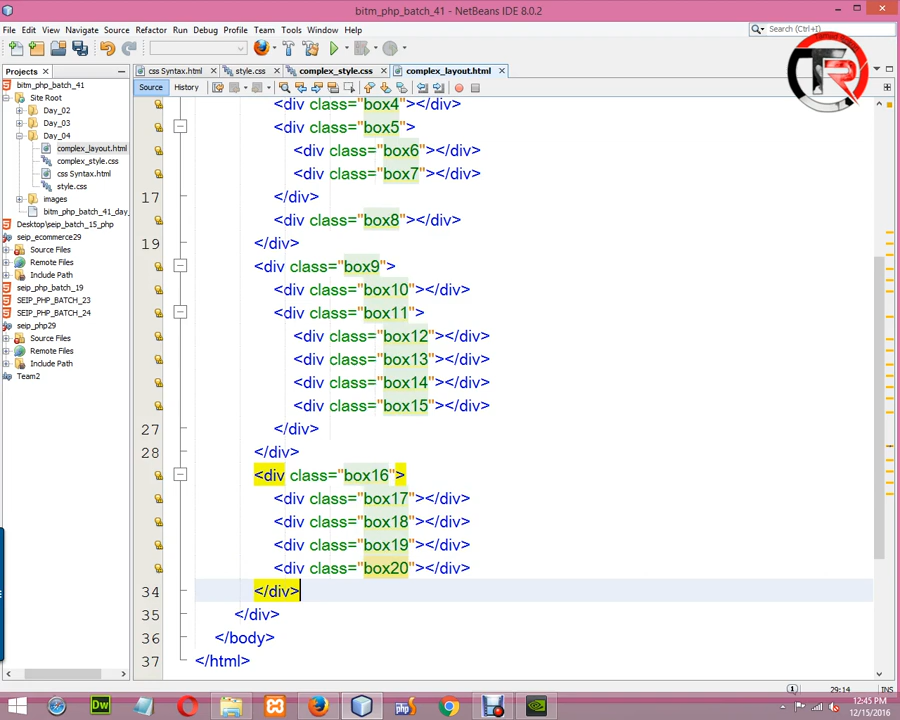 bitm_php_batch_41 - NetBeans IDE 8.0.2
File Edit View Navigate Source Refactor Run Debug Profile Team Tools Window Help
Search (Ctrl+I)
Projects
css Syntax.html
style.css
complex_style.css
complex_layout.html
Source History
bitm_php_batch_41
Site Root
Day_02
Day_03
Day_04
complex_layout.html
complex_style.css
css Syntax.html
style.css
images
bitm_php_batch_41_day_
Desktop\seip_batch_15_php
seip_ecommerce29
Source Files
Remote Files
Include Path
seip_php_batch_19
SEIP_PHP_BATCH_23
SEIP_PHP_BATCH_24
seip_php29
Source Files
Remote Files
Include Path
Team2
<div class="box4"></div>
<div class="box5">
<div class="box6"></div>
<div class="box7"></div>
17 </div>
<div class="box8"></div>
19 </div>
<div class="box9">
<div class="box10"></div>
<div class="box11">
<div class="box12"></div>
<div class="box13"></div>
<div class="box14"></div>
<div class="box15"></div>
27 </div>
28 </div>
<div class="box16">
<div class="box17"></div>
<div class="box18"></div>
<div class="box19"></div>
<div class="box20"></div>
34 </div>
35 </div>
36 </body>
37 </html>
1 29:14 INS
Dw
php
12:45 PM
12/15/2016